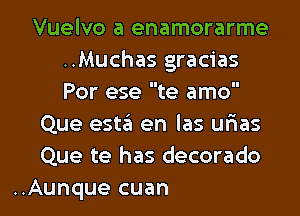 Vuelvo a enamorarme
..Muchas gracias
Por ese "te amo"
Que está en las uñas
Que te has decorado
..Aunque cuan